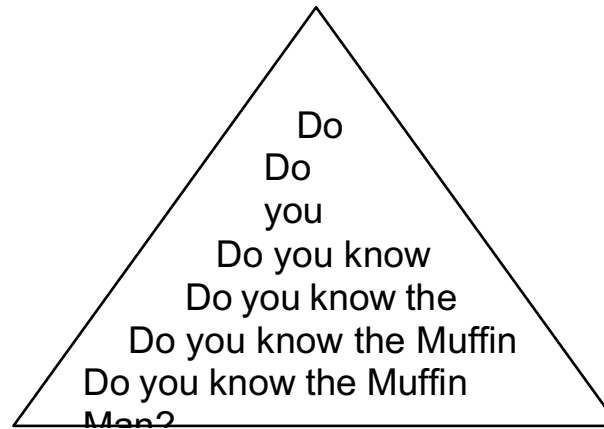 Do
Do
you
Do you know
Do you know the
Do you know the Muffin
Do you know the Muffin
Man?